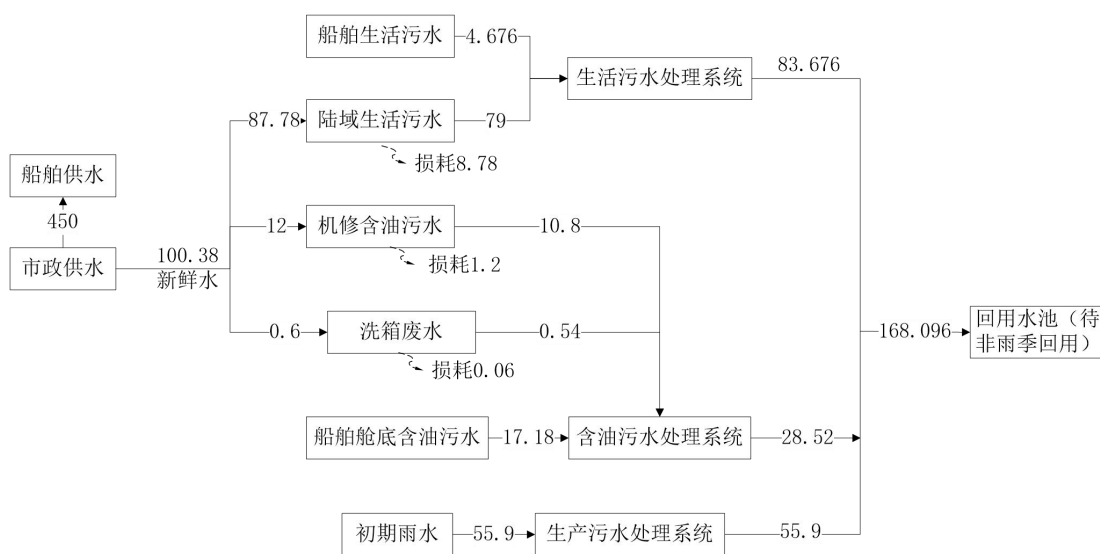 船舶生活污水
4.676
生活污水处理系统
83.676
87.78
陆域生活污水
79
损耗8.78
船舶供水
450
市政供水
100.38
新鲜水
12
机修含油污水
10.8
损耗1.2
0.6
洗箱废水
0.54
损耗0.06
168.096
回用水池（待
非雨季回用）
船舶舱底含油污水
17.18
含油污水处理系统
28.52
初期雨水
55.9
生产污水处理系统
55.9